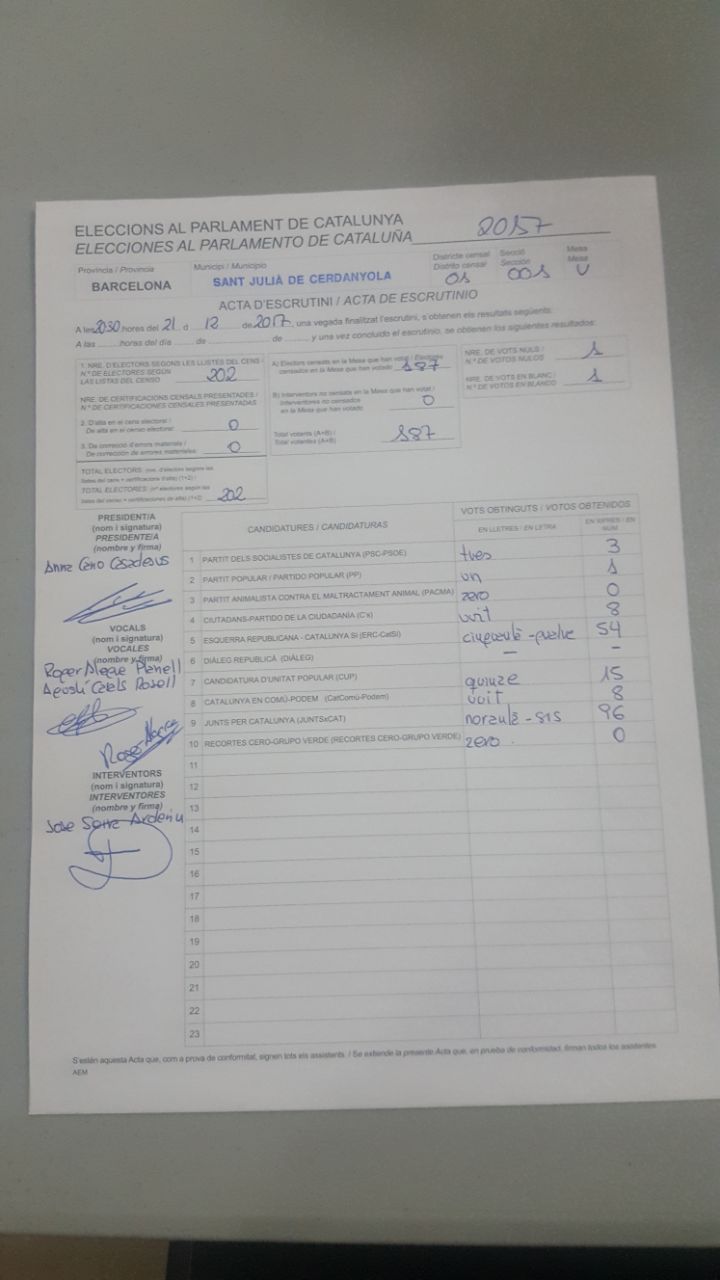 ELECCIONS AL PARLAMENT DE CATALUNYA
ELECCIONES AL PARLAMENTO DE CATALUÑA 2017
Provincia / Provincia
BARCELONA
Municipi / Municipio
SANT JULIÀ DE CERDANYOLA
Districte censal
Distrito censal
01
Secció
Sección
001
Mesa
Mesa
U
ACTA D'ESCRUTINI / ACTA DE ESCRUTINIO
A les 2030 hores del 21 d 12 de 2017, una vegada finalitzat l'escrutini, s'obtenen els resultats següents:
A las ........ horas del día ...... de ............ de ........, y una vez concluido el escrutinio, se obtienen los siguientes resultados:
1. NRE. D'ELECTORS SEGONS LES LLISTES DEL CENS /
N.º DE ELECTORES SEGÚN
LAS LISTAS DEL CENSO 202
NRE. DE CERTIFICACIONS CENSALS PRESENTADES /
N.º DE CERTIFICACIONES CENSALES PRESENTADAS
2. D'alta en el cens electoral /
De alta en el censo electoral: 0
3. De correcció d'errors materials /
De corrección de errores materiales: 0
TOTAL ELECTORS: (nre. d'electors segons les
llistes del cens + certificacions d'alta) (1+2) /
TOTAL ELECTORES: (nº electores según las
listas del censo + certificaciones de alta) (1+2) 202
A) Electors censats en la Mesa que han votat / Electores
censados en la Mesa que han votado 187
B) Interventors no censats en la Mesa que han votat /
Interventores no censados
en la Mesa que han votado 0
Total votants (A+B) /
Total votantes (A+B) 187
NRE. DE VOTS NULS /
N.º DE VOTOS NULOS 1
NRE. DE VOTS EN BLANC /
N.º DE VOTOS EN BLANCO 1
PRESIDENT/A
(nom i signatura)
PRESIDENTE/A
(nombre y firma)
VOCALS
(nom i signatura)
VOCALES
(nombre y firma)
INTERVENTORS
(nom i signatura)
INTERVENTORES
(nombre y firma)
Jose Serra
CANDIDATURES / CANDIDATURAS
VOTS OBTINGUTS / VOTOS OBTENIDOS
EN LLETRES / EN LETRA
EN XIFRES / EN NÚM
1 PARTIT DELS SOCIALISTES DE CATALUNYA (PSC-PSOE) tres 3
2 PARTIT POPULAR / PARTIDO POPULAR (PP) un 1
3 PARTIT ANIMALISTA CONTRA EL MALTRACTAMENT ANIMAL (PACMA) zero 0
4 CIUTADANS-PARTIDO DE LA CIUDADANÍA (C's) vuit 8
5 ESQUERRA REPUBLICANA - CATALUNYA SÍ (ERC-CatSí) cinquanta-quatre 54
6 DIÀLEG REPUBLICÀ (DIÀLEG) - -
7 CANDIDATURA D'UNITAT POPULAR (CUP) quinze 15
8 CATALUNYA EN COMÚ-PODEM (CatComú-Podem) vuit 8
9 JUNTS PER CATALUNYA (JUNTSxCAT) noranta-sis 96
10 RECORTES CERO-GRUPO VERDE (RECORTES CERO-GRUPO VERDE) zero 0
11
12
13
14
15
16
17
18
19
20
21
22
23
S'estén aquesta Acta que, com a prova de conformitat, signen tots els assistents. / Se extiende la presente Acta que, en prueba de conformidad, firman todos los asistentes.
AEM